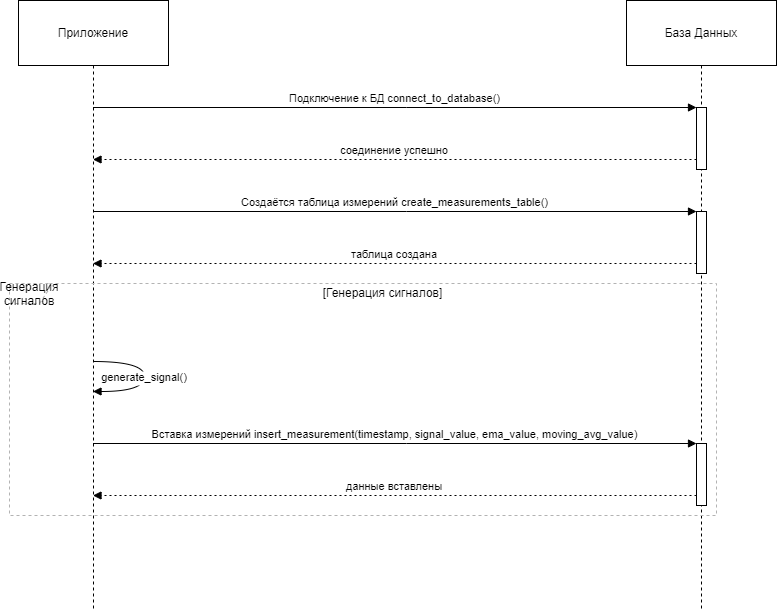 Приложение
База Данных
Подключение к БД connect_to_database()
соединение успешно
Создаётся таблица измерений create_measurements_table()
таблица создана
Генерация
сигналов
[Генерация сигналов]
generate_signal()
Вставка измерений insert_measurement(timestamp, signal_value, ema_value, moving_avg_value)
данные вставлены